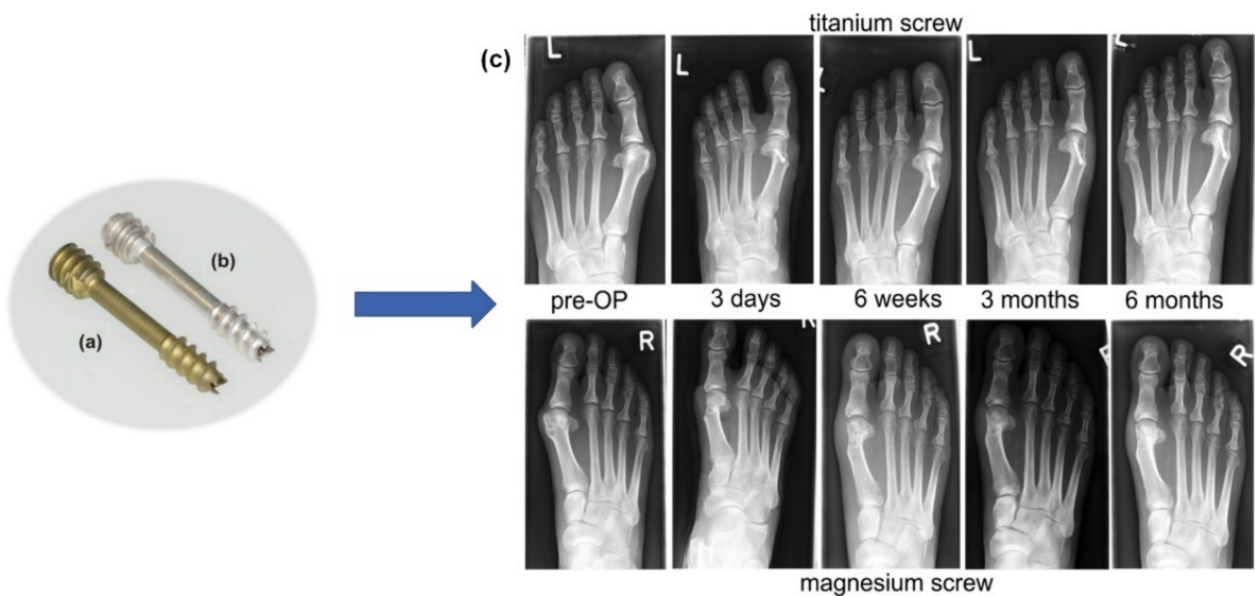 (a)
(b)
(c)
titanium screw
L
L
L
L
pre-OP
3 days
6 weeks
3 months
6 months
R
R
R
R
magnesium screw